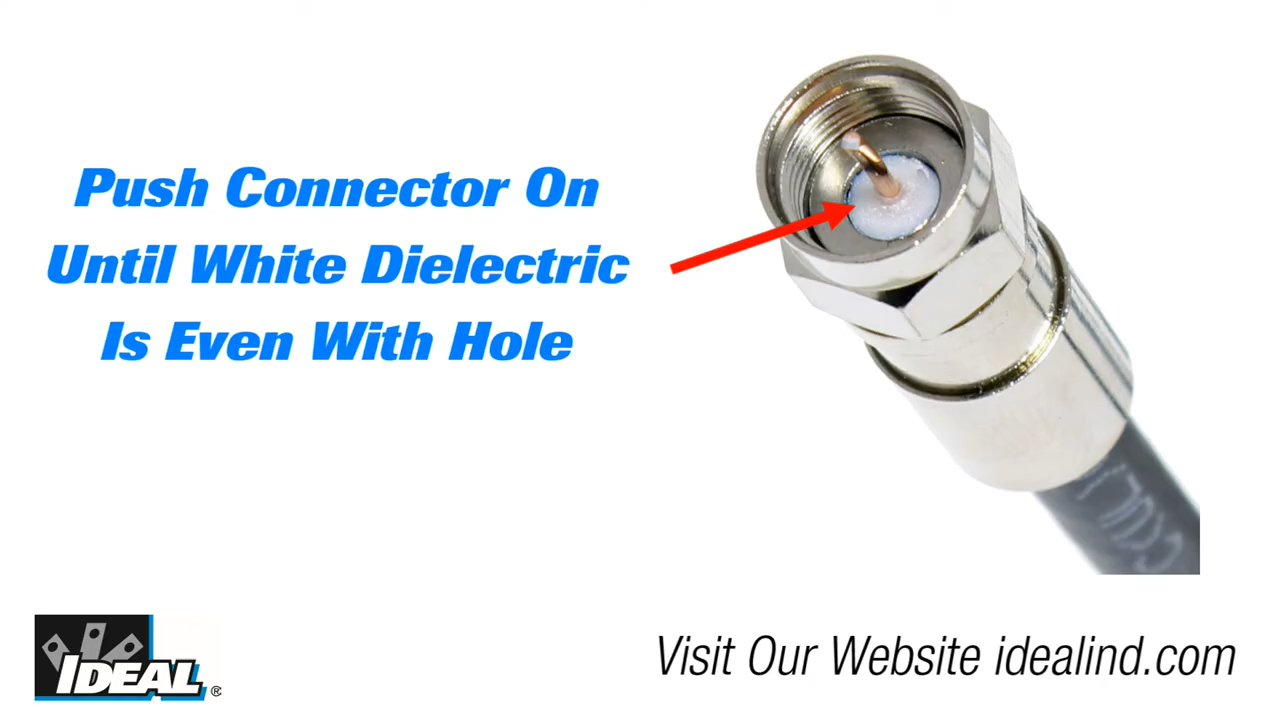 Push Connector On
Until White Dielectric
Is Even With Hole
IDEAL®
Visit Our Website idealind.com